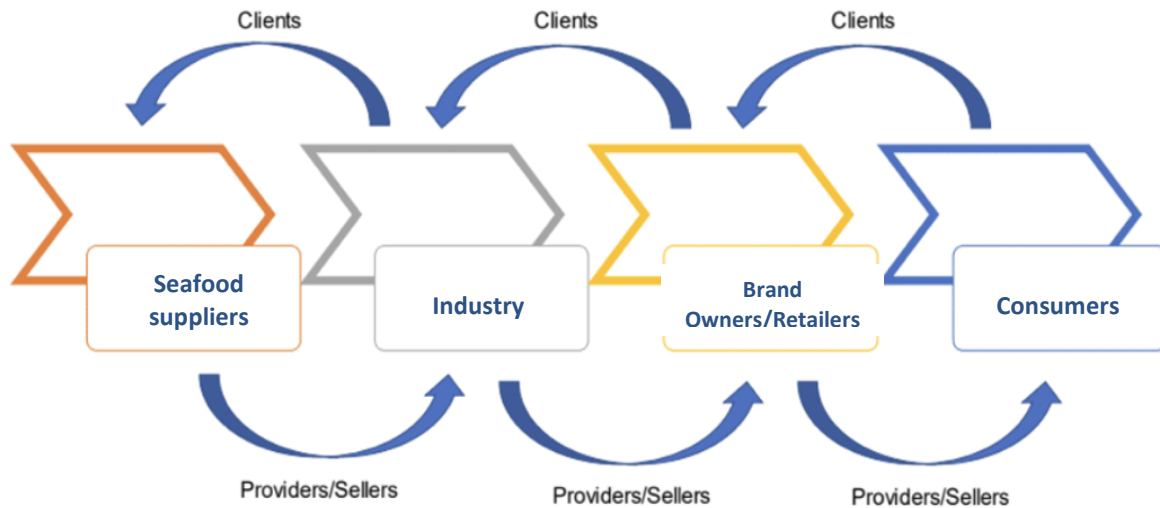 Clients
Clients
Clients
Seafood
suppliers
Industry
Brand
Owners/Retailers
Consumers
Providers/Sellers
Providers/Sellers
Providers/Sellers